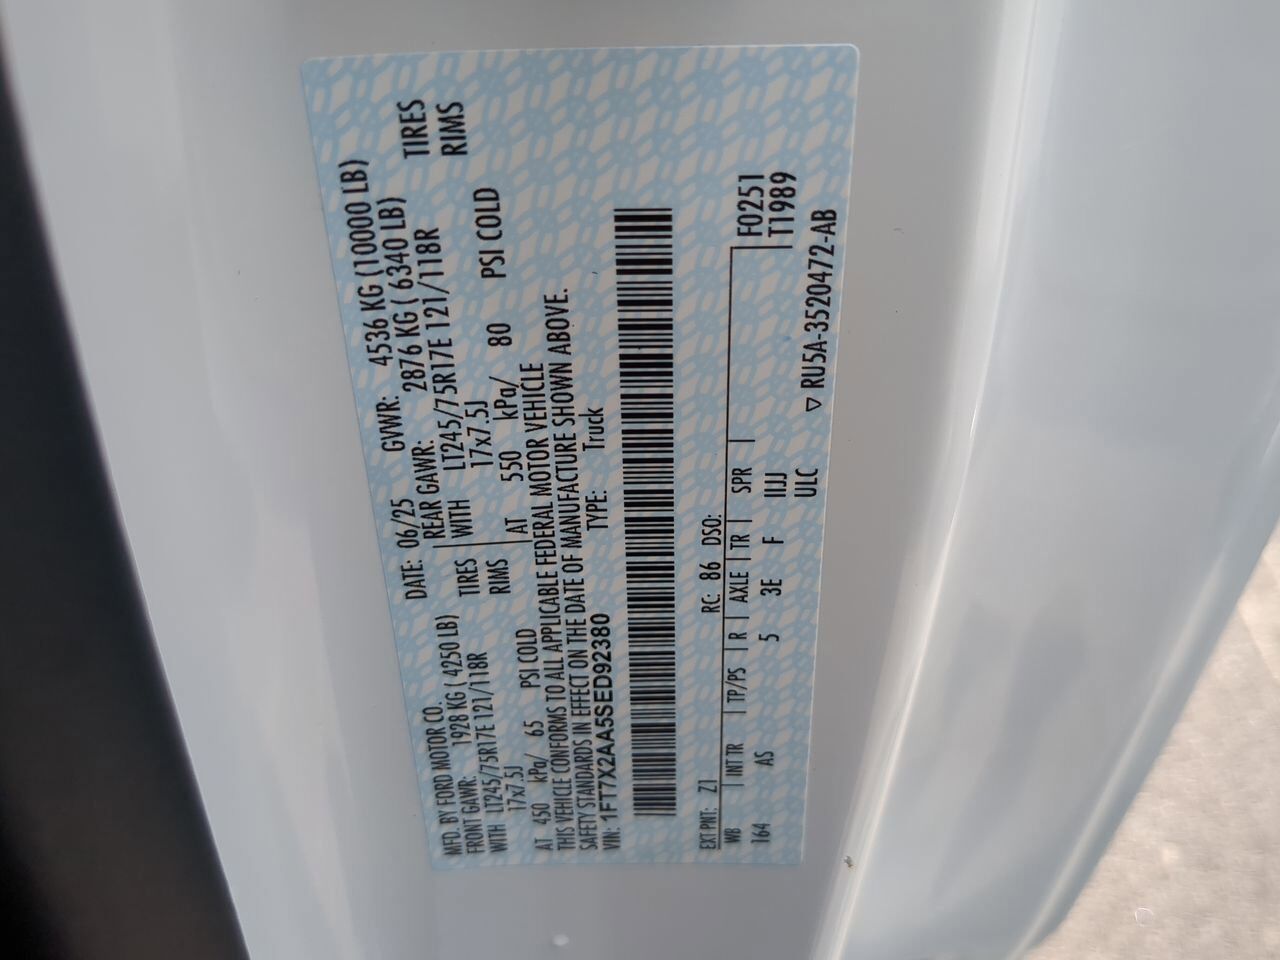 MFD. BY FORD MOTOR CO.
DATE: 06/25 GVWR: 4536 KG (10000 LB)
FRONT GAWR: 1928 KG ( 4250 LB)
REAR GAWR: 2876 KG ( 6340 LB)
WITH LT245/75R17E 121/118R TIRES
WITH LT245/75R17E 121/118R TIRES
17x7.5J RIMS
17x7.5J RIMS
AT 450 kPa/ 65 PSI COLD
AT 550 kPa/ 80 PSI COLD
THIS VEHICLE CONFORMS TO ALL APPLICABLE FEDERAL MOTOR VEHICLE
SAFETY STANDARDS IN EFFECT ON THE DATE OF MANUFACTURE SHOWN ABOVE.
VIN: 1FT7X2AA5SED92380
TYPE: Truck
EXT PNT: Z1 RC: 86 DSO: F0251
WB INT TR TP/PS R AXLE TR SPR T1989
164 AS 5 3E F IIJJ
ULC ▽ RU5A-3520472-AB